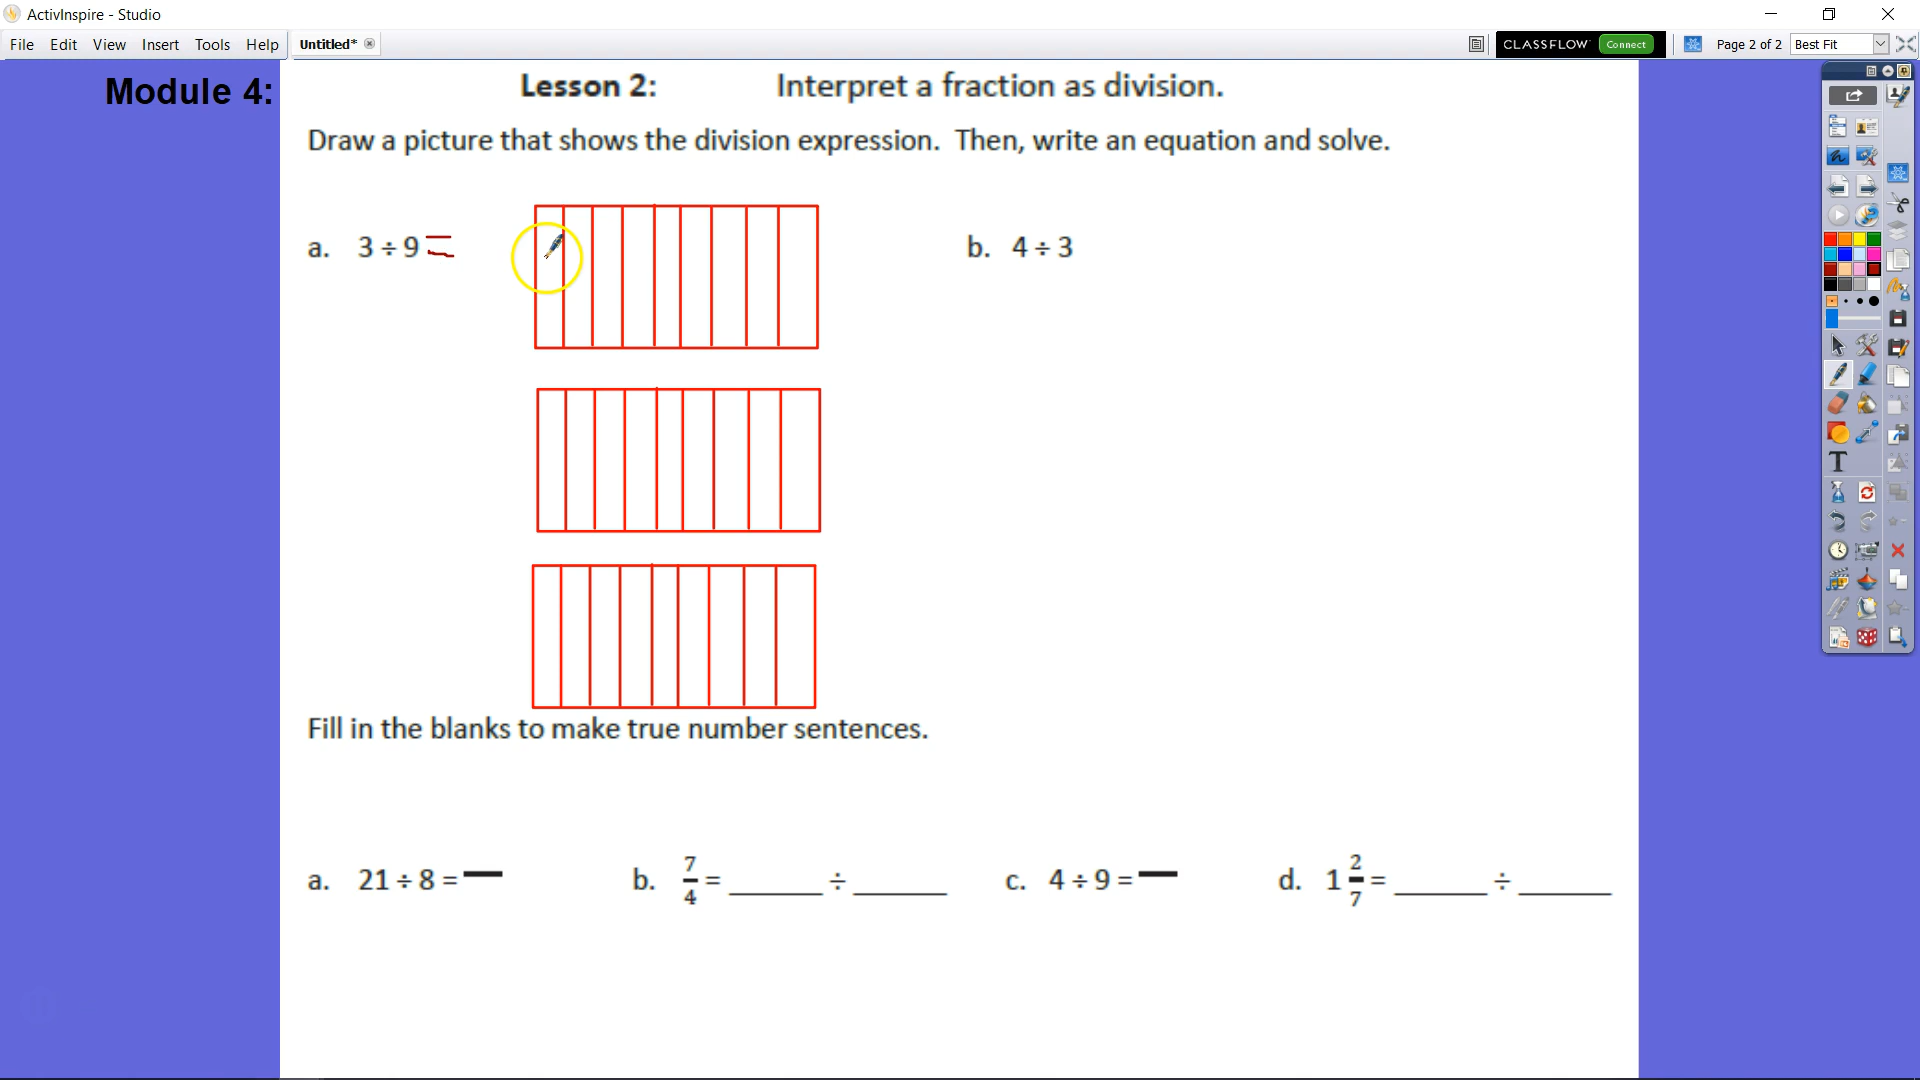 ActivInspire - Studio
File Edit View Insert Tools Help Untitled* CLASSFLOW Connect Page 2 of 2 Best Fit
Module 4: Lesson 2: Interpret a fraction as division.
Draw a picture that shows the division expression. Then, write an equation and solve.
a. 3 ÷ 9 = b. 4 ÷ 3
Fill in the blanks to make true number sentences.
a. 21 ÷ 8 = — b. 7/4 = ______ ÷ ______ c. 4 ÷ 9 = — d. 1 2/7 = ______ ÷ ______